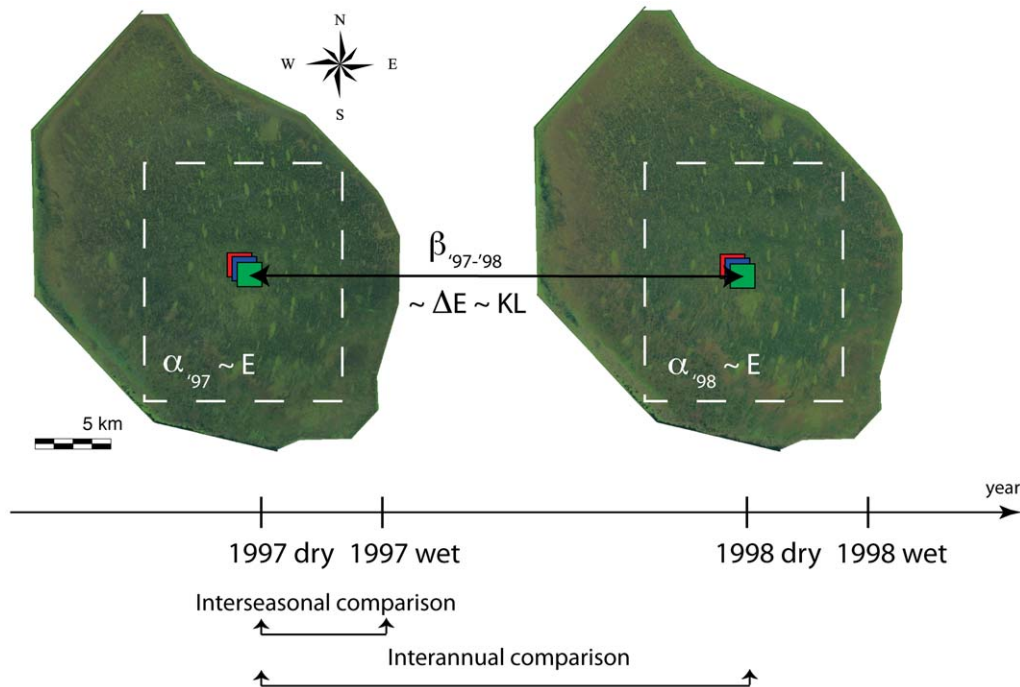 N
W E
S
β'97-'98
~ ΔE ~ KL
α'97 ~ E
α'98 ~ E
5 km
year
1997 dry 1997 wet 1998 dry 1998 wet
Interseasonal comparison
Interannual comparison